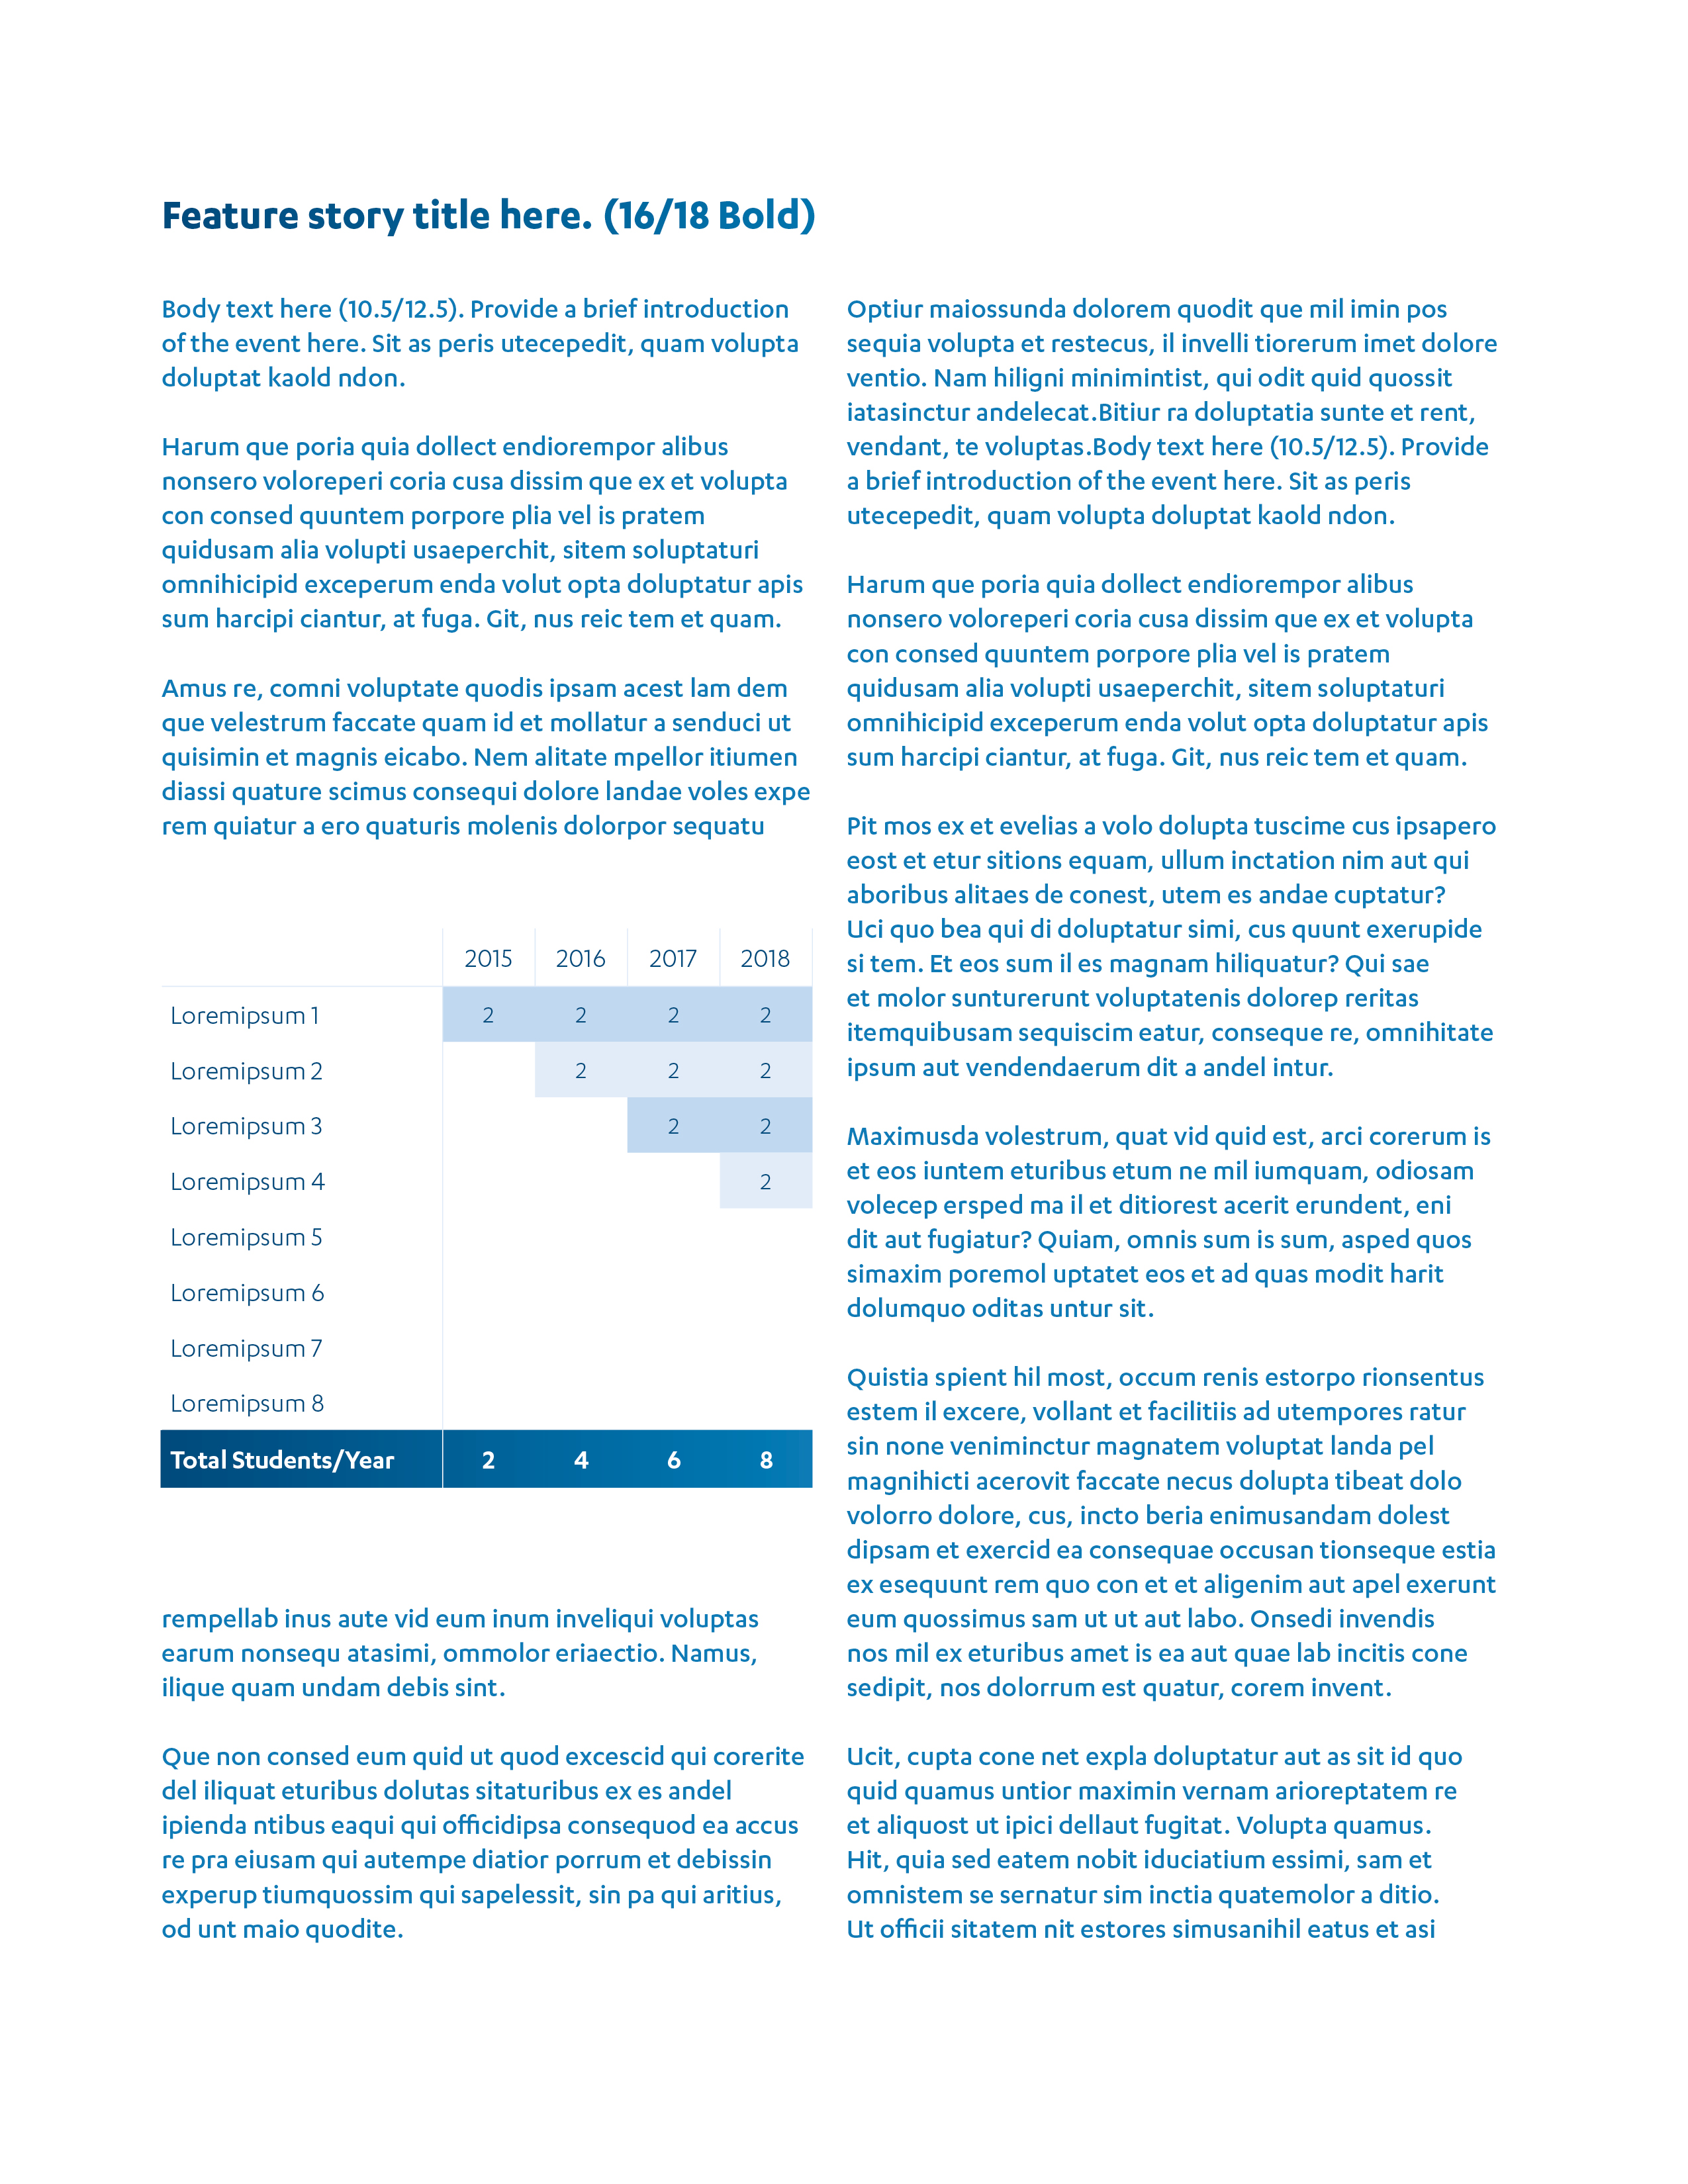 Feature story title here. (16/18 Bold)
Body text here (10.5/12.5). Provide a brief introduction
of the event here. Sit as peris utecepedit, quam volupta
doluptat kaold ndon.
Harum que poria quia dollect endiorempor alibus
nonsero voloreperi coria cusa dissim que ex et volupta
con consed quuntem porpore plia vel is pratem
quidusam alia volupti usaeperchit, sitem soluptaturi
omnihicipid exceperum enda volut opta doluptatur apis
sum harcipi ciantur, at fuga. Git, nus reic tem et quam.
Amus re, comni voluptate quodis ipsam acest lam dem
que velestrum faccate quam id et mollatur a senduci ut
quisimin et magnis eicabo. Nem alitate mpellor itiumen
diassi quature scimus consequi dolore landae voles expe
rem quiatur a ero quaturis molenis dolorpor sequatu
2015 2016 2017 2018
Loremipsum 1 2 2 2 2
Loremipsum 2 2 2 2
Loremipsum 3 2 2
Loremipsum 4 2
Loremipsum 5
Loremipsum 6
Loremipsum 7
Loremipsum 8
Total Students/Year 2 4 6 8
rempellab inus aute vid eum inum inveliqui voluptas
earum nonsequ atasimi, ommolor eriaectio. Namus,
ilique quam undam debis sint.
Que non consed eum quid ut quod excescid qui corerite
del iliquat eturibus dolutas sitaturibus ex es andel
ipienda ntibus eaqui qui officidipsa consequod ea accus
re pra eiusam qui autempe diatior porrum et debissin
experup tiumquossim qui sapelessit, sin pa qui aritius,
od unt maio quodite.
Optiur maiossunda dolorem quodit que mil imin pos
sequia volupta et restecus, il invelli tiorerum imet dolore
ventio. Nam hiligni minimintist, qui odit quid quossit
iatasinctur andelecat.Bitiur ra doluptatia sunte et rent,
vendant, te voluptas.Body text here (10.5/12.5). Provide
a brief introduction of the event here. Sit as peris
utecepedit, quam volupta doluptat kaold ndon.
Harum que poria quia dollect endiorempor alibus
nonsero voloreperi coria cusa dissim que ex et volupta
con consed quuntem porpore plia vel is pratem
quidusam alia volupti usaeperchit, sitem soluptaturi
omnihicipid exceperum enda volut opta doluptatur apis
sum harcipi ciantur, at fuga. Git, nus reic tem et quam.
Pit mos ex et evelias a volo dolupta tuscime cus ipsapero
eost et etur sitions equam, ullum inctation nim aut qui
aboribus alitaes de conest, utem es andae cuptatur?
Uci quo bea qui di doluptatur simi, cus quunt exerupide
si tem. Et eos sum il es magnam hiliquatur? Qui sae
et molor sunturerunt voluptatenis dolorep reritas
itemquibusam sequiscim eatur, conseque re, omnihitate
ipsum aut vendendaerum dit a andel intur.
Maximusda volestrum, quat vid quid est, arci corerum is
et eos iuntem eturibus etum ne mil iumquam, odiosam
volecep ersped ma il et ditiorest acerit erundent, eni
dit aut fugiatur? Quiam, omnis sum is sum, asped quos
simaxim poremol uptatet eos et ad quas modit harit
dolumquo oditas untur sit.
Quistia spient hil most, occum renis estorpo rionsentus
estem il excere, vollant et facilitiis ad utempores ratur
sin none veniminctur magnatem voluptat landa pel
magnihicti acerovit faccate necus dolupta tibeat dolo
volorro dolore, cus, incto beria enimusandam dolest
dipsam et exercid ea consequae occusan tionseque estia
ex esequunt rem quo con et et aligenim aut apel exerunt
eum quossimus sam ut ut aut labo. Onsedi invendis
nos mil ex eturibus amet is ea aut quae lab incitis cone
sedipit, nos dolorrum est quatur, corem invent.
Ucit, cupta cone net expla doluptatur aut as sit id quo
quid quamus untior maximin vernam arioreptatem re
et aliquost ut ipici dellaut fugitat. Volupta quamus.
Hit, quia sed eatem nobit iduciatium essimi, sam et
omnistem se sernatur sim inctia quatemolor a ditio.
Ut officii sitatem nit estores simusanihil eatus et asi